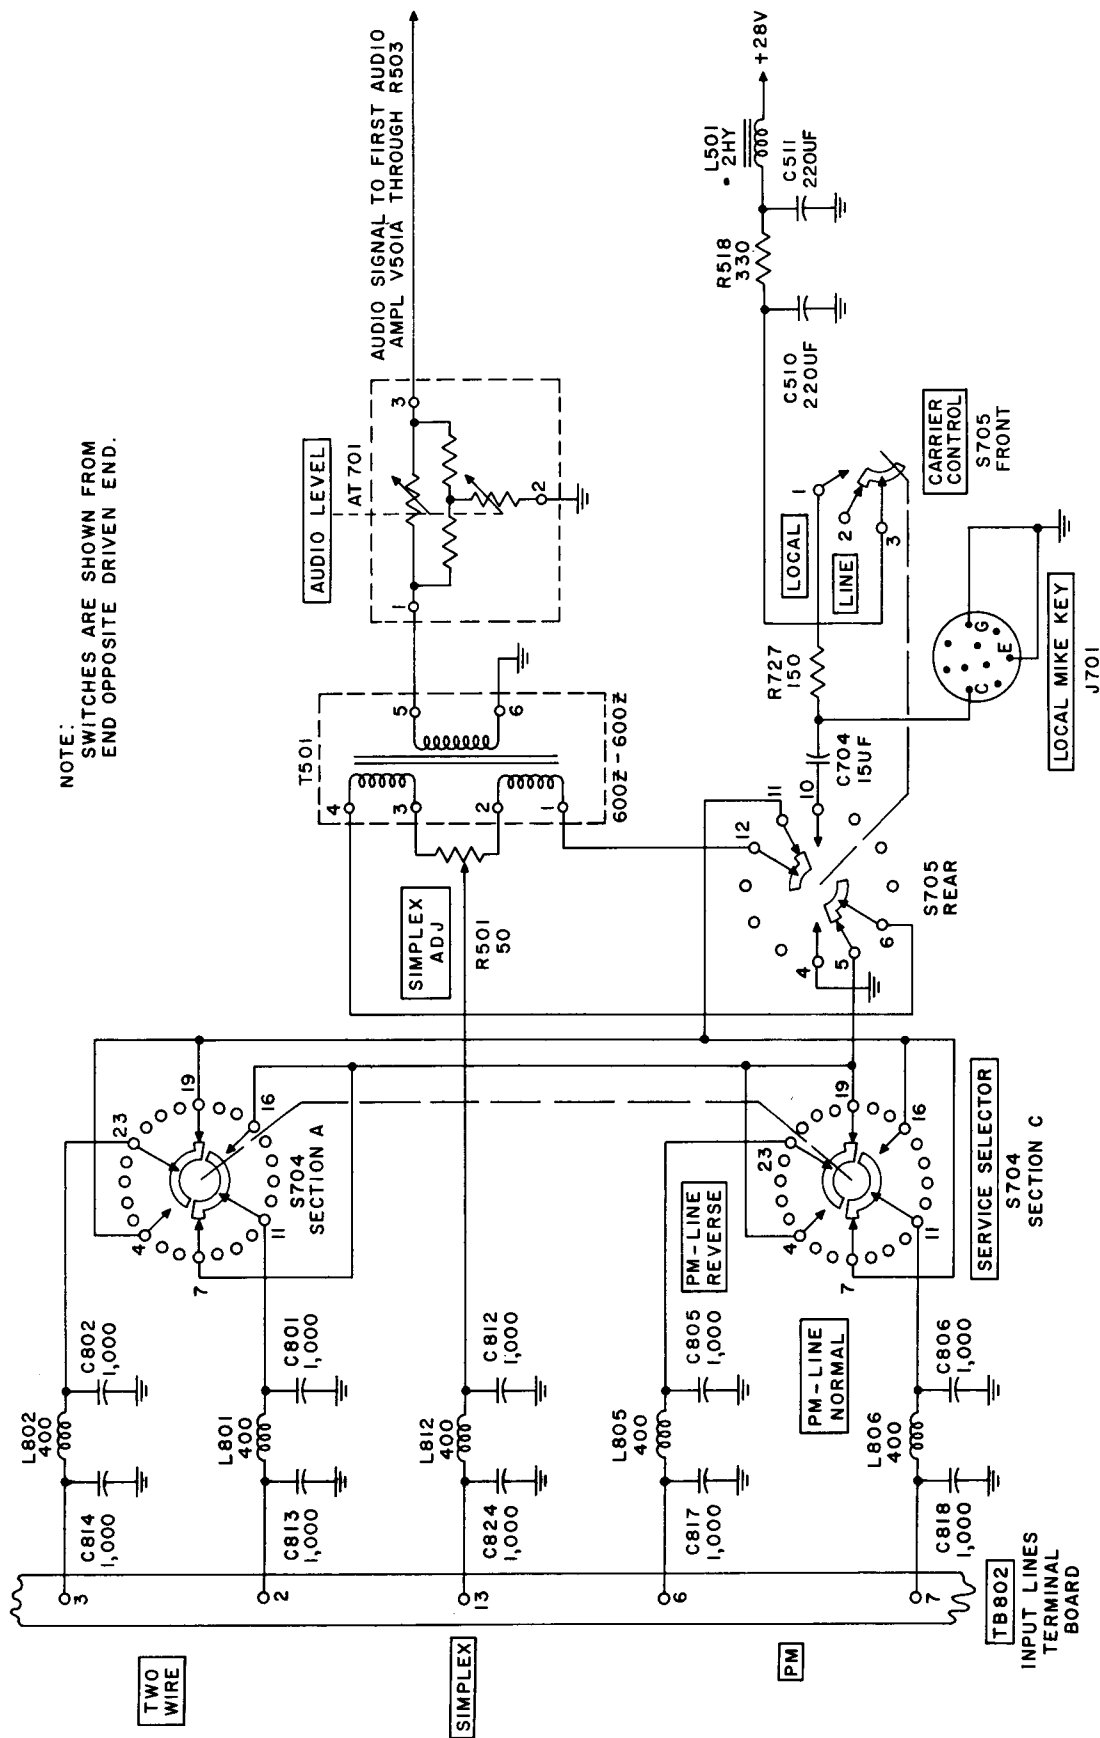 NOTE:
SWITCHES ARE SHOWN FROM
END OPPOSITE DRIVEN END.
TWO
WIRE
SIMPLEX
PM
TB802
INPUT LINES
TERMINAL
BOARD
3
2
13
6
7
C814
1,000
L802
400
C802
1,000
C813
1,000
L801
400
C801
1,000
C824
1,000
L812
400
C812
1,000
C817
1,000
L805
400
C805
1,000
C818
1,000
L806
400
C806
1,000
PM-LINE
REVERSE
PM-LINE
NORMAL
4
23
19
16
11
7
S704
SECTION A
4
23
19
16
11
7
SERVICE SELECTOR
S704
SECTION C
SIMPLEX
ADJ
R501
50
T501
4
3
2
1
5
6
600Z-600Z
AUDIO LEVEL
AT701
1
3
2
AUDIO SIGNAL TO FIRST AUDIO
AMPL V501A THROUGH R503
4
5
6
12
11
10
S705
REAR
C704
15UF
R727
150
LOCAL
LINE
1
2
3
CARRIER
CONTROL
S705
FRONT
C
E
G
LOCAL MIKE KEY
J701
C510
220UF
R518
330
C511
220UF
L501
.2HY
+28V